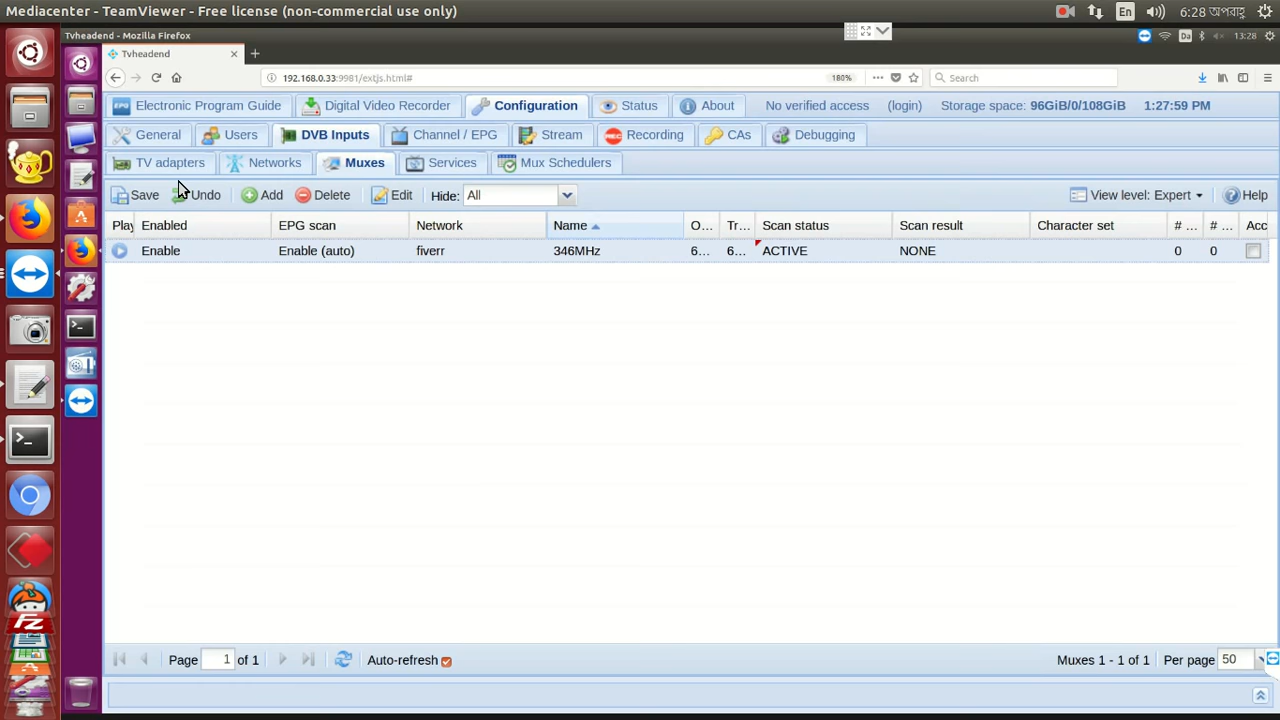 Mediacenter - TeamViewer - Free license (non-commercial use only)
En
6:28 অপরাহ্ণ
Tvheadend - Mozilla Firefox
Da
13:28
Tvheadend
192.168.0.33:9981/extjs.html#
180%
Search
EPG
Electronic Program Guide
Digital Video Recorder
Configuration
Status
About
No verified access
(login)
Storage space: 96GiB/0/108GiB
1:27:59 PM
General
Users
DVB Inputs
Channel / EPG
Stream
REC
Recording
CAs
Debugging
TV adapters
Networks
Muxes
Services
Mux Schedulers
Save
Undo
Add
Delete
Edit
Hide:
All
View level: Expert
Help
Play
Enabled
EPG scan
Network
Name
O...
Tr...
Scan status
Scan result
Character set
# ...
# ...
Acc
Enable
Enable (auto)
fiverr
346MHz
6...
6...
ACTIVE
NONE
0
0
FZ
Page
1
of 1
Auto-refresh
Muxes 1 - 1 of 1
Per page
50